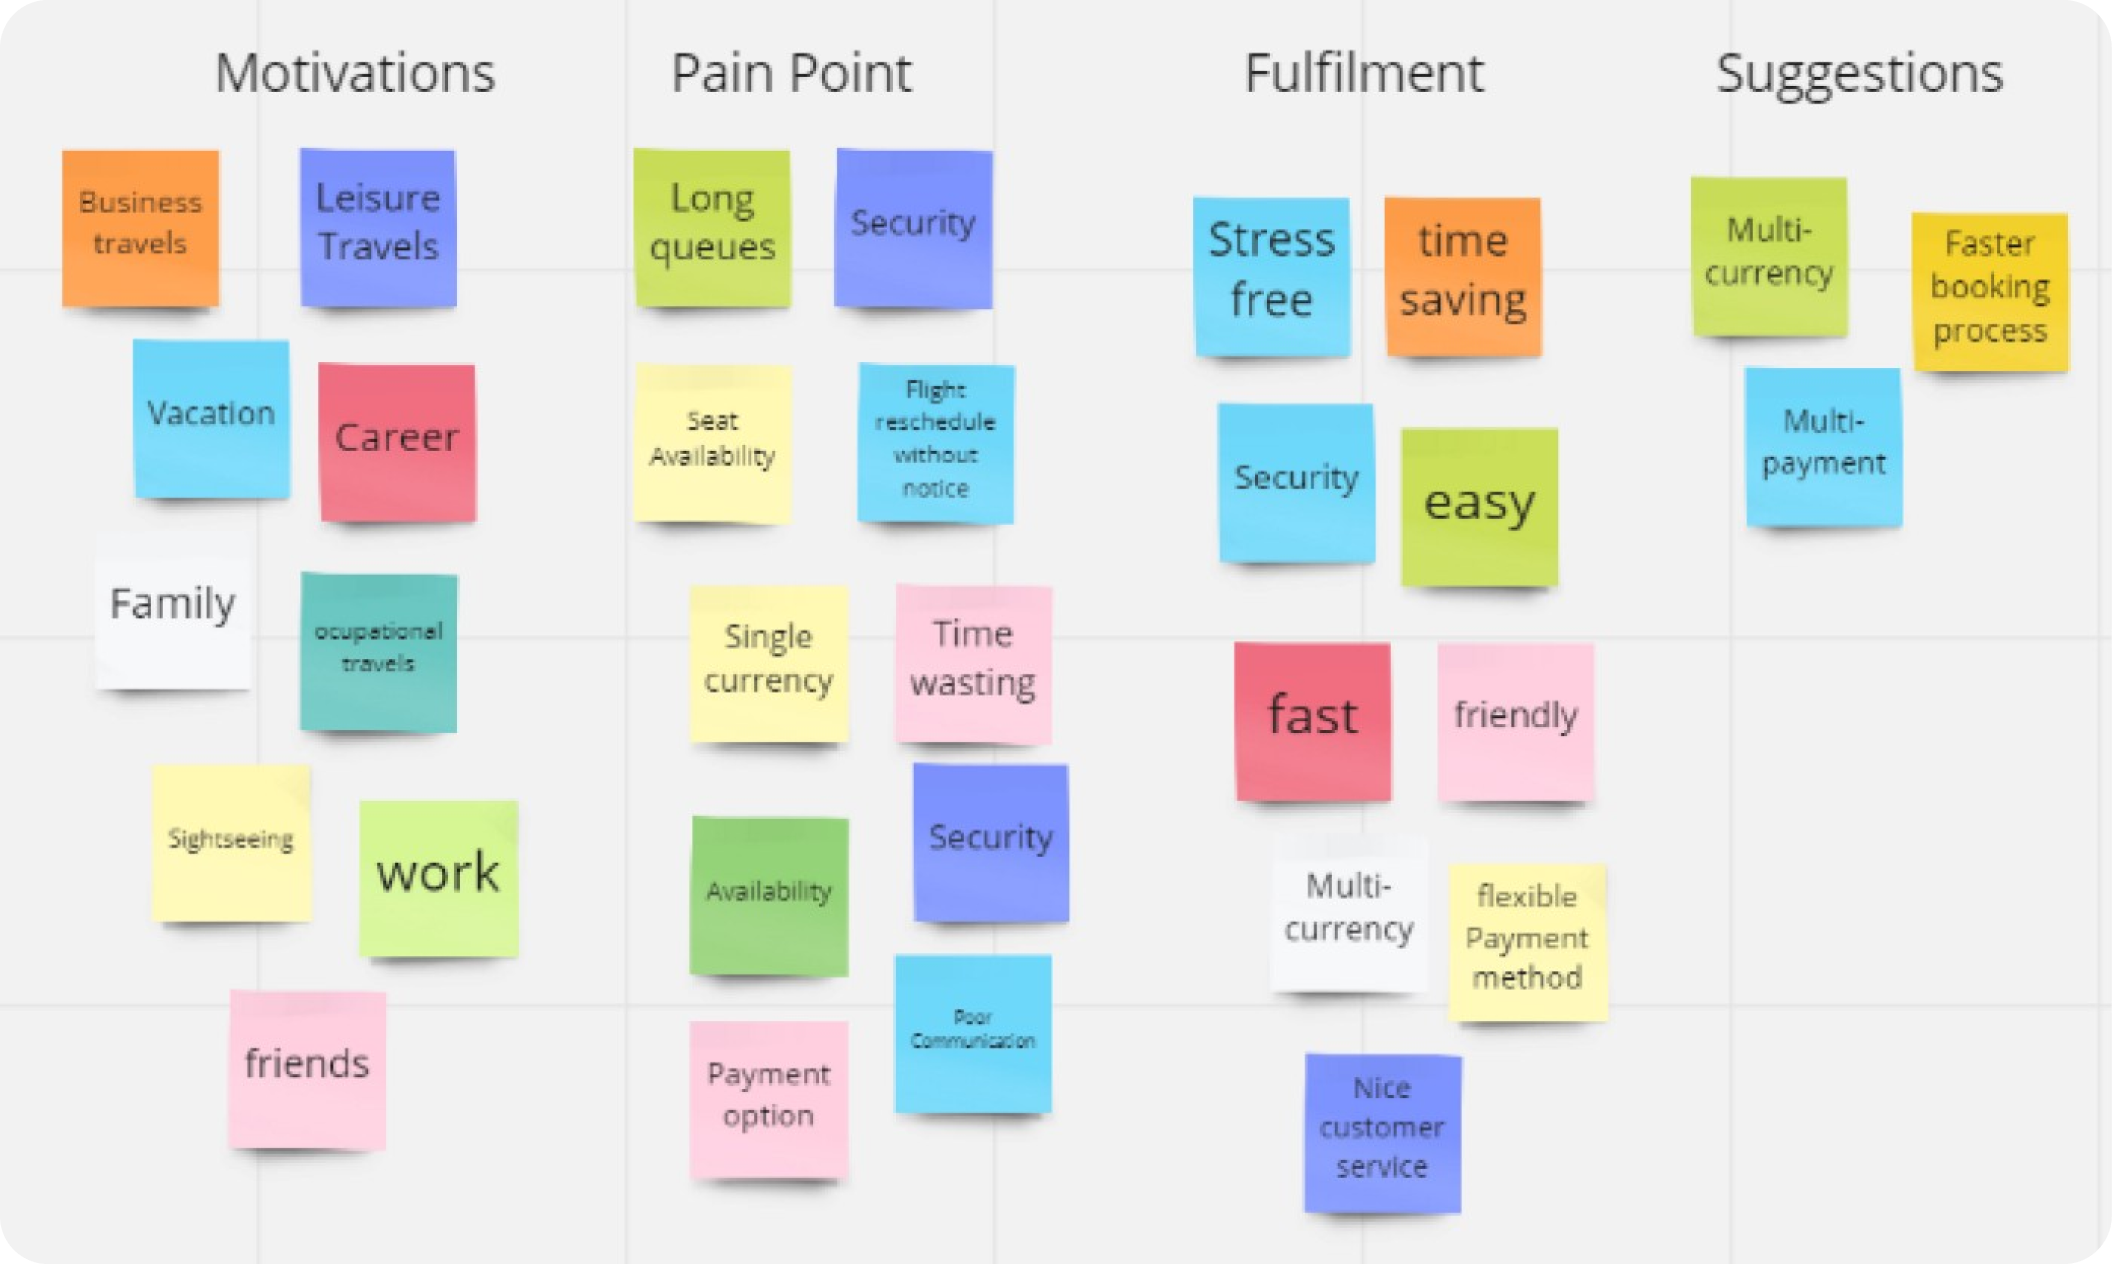 Motivations
Business
travels
Leisure
Travels
Vacation
Career
Family
ocupational
travels
Sightseeing
work
friends
Pain Point
Long
queues
Security
Seat
Availability
Flight
reschedule
without
notice
Single
currency
Time
wasting
Availability
Security
Payment
option
Poor
Communication
Fulfilment
Stress
free
time
saving
Security
easy
fast
friendly
Multi-
currency
flexible
Payment
method
Nice
customer
service
Suggestions
Multi-
currency
Faster
booking
process
Multi-
payment